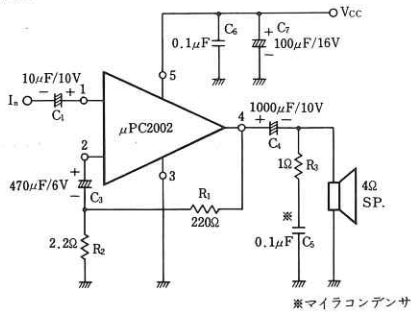 Vcc
C6
0.1μF
+ C7
- 100μF/16V
10μF/10V
In
- +
C1
1
5
μPC2002
4
1000μF/10V
+ -
C4
2
3
470μF/6V
+
-
C3
R1
220Ω
2.2Ω
R2
1Ω
R3
※
0.1μF
C5
4Ω
SP.
※マイラコンデンサ